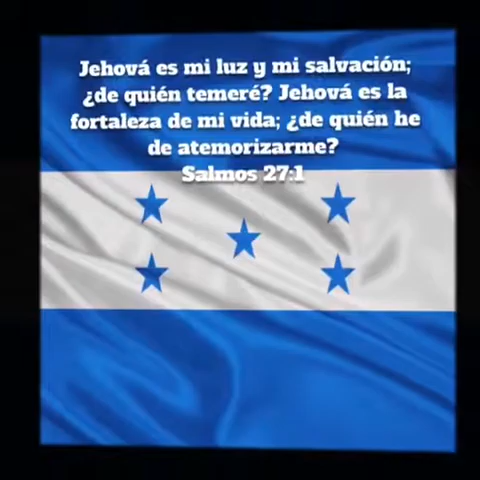 Jehová es mi luz y mi salvación;
¿de quién temeré? Jehová es la
fortaleza de mi vida; ¿de quién he
de atemorizarme?
Salmos 27:1